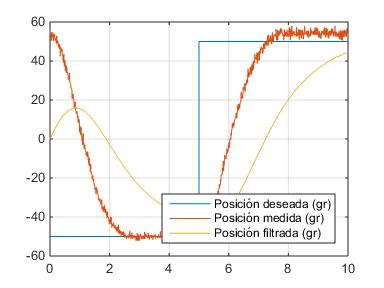 60
40
20
0
-20
-40
-60
Posición deseada (gr)
Posición medida (gr)
Posición filtrada (gr)
0 2 4 6 8 10